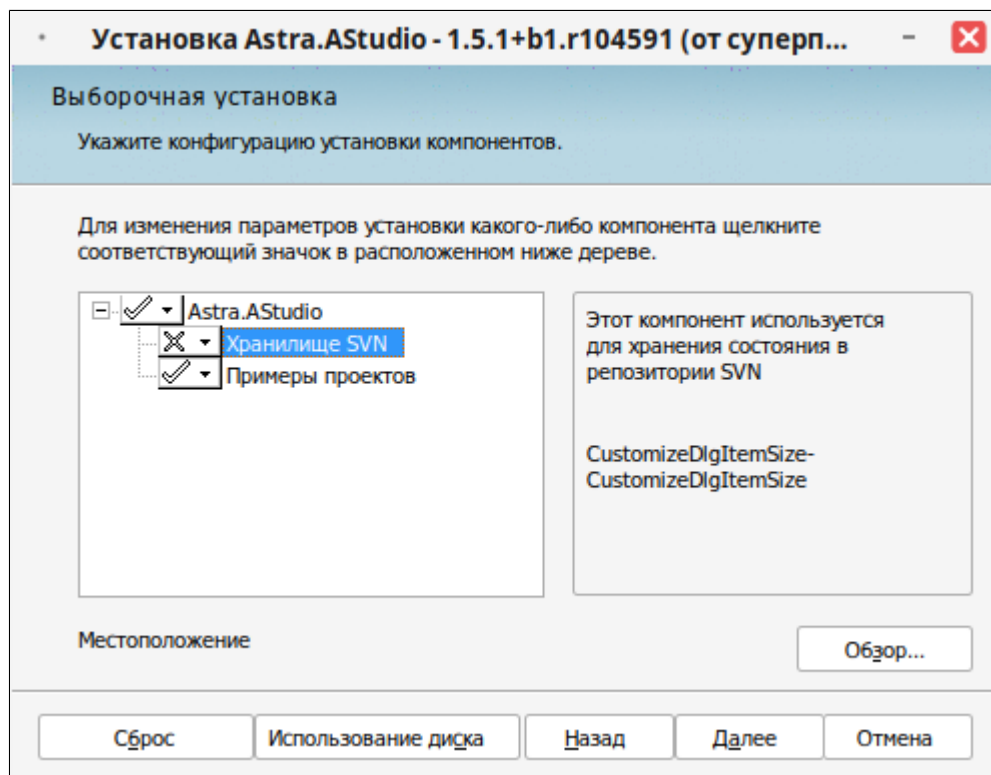 Установка Astra.AStudio - 1.5.1+b1.r104591 (от суперп...
Выборочная установка
Укажите конфигурацию установки компонентов.
Для изменения параметров установки какого-либо компонента щелкните
соответствующий значок в расположенном ниже дереве.
Astra.AStudio
Хранилище SVN
Примеры проектов
Этот компонент используется
для хранения состояния в
репозитории SVN
CustomizeDlgItemSize-
CustomizeDlgItemSize
Местоположение
Обзор...
Сброс
Использование диска
Назад
Далее
Отмена